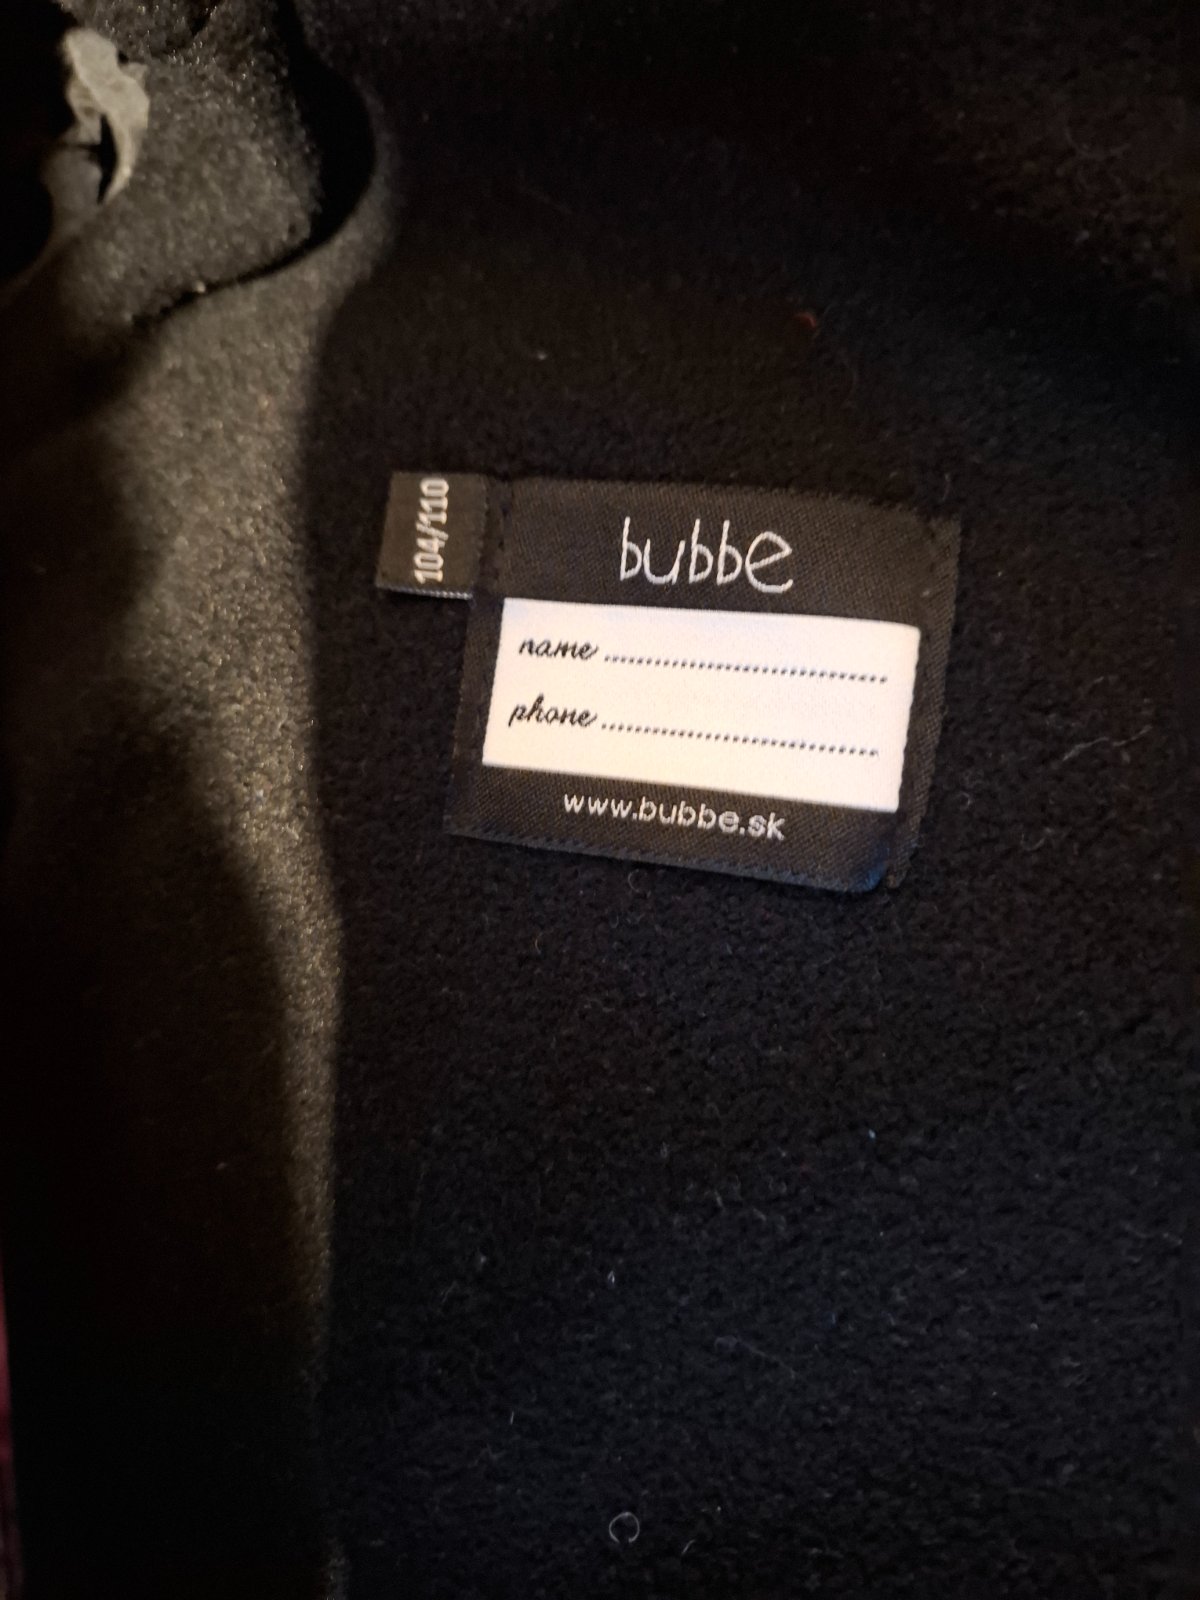 104/110
bubbe
name ..............................
phone ..............................
www.bubbe.sk